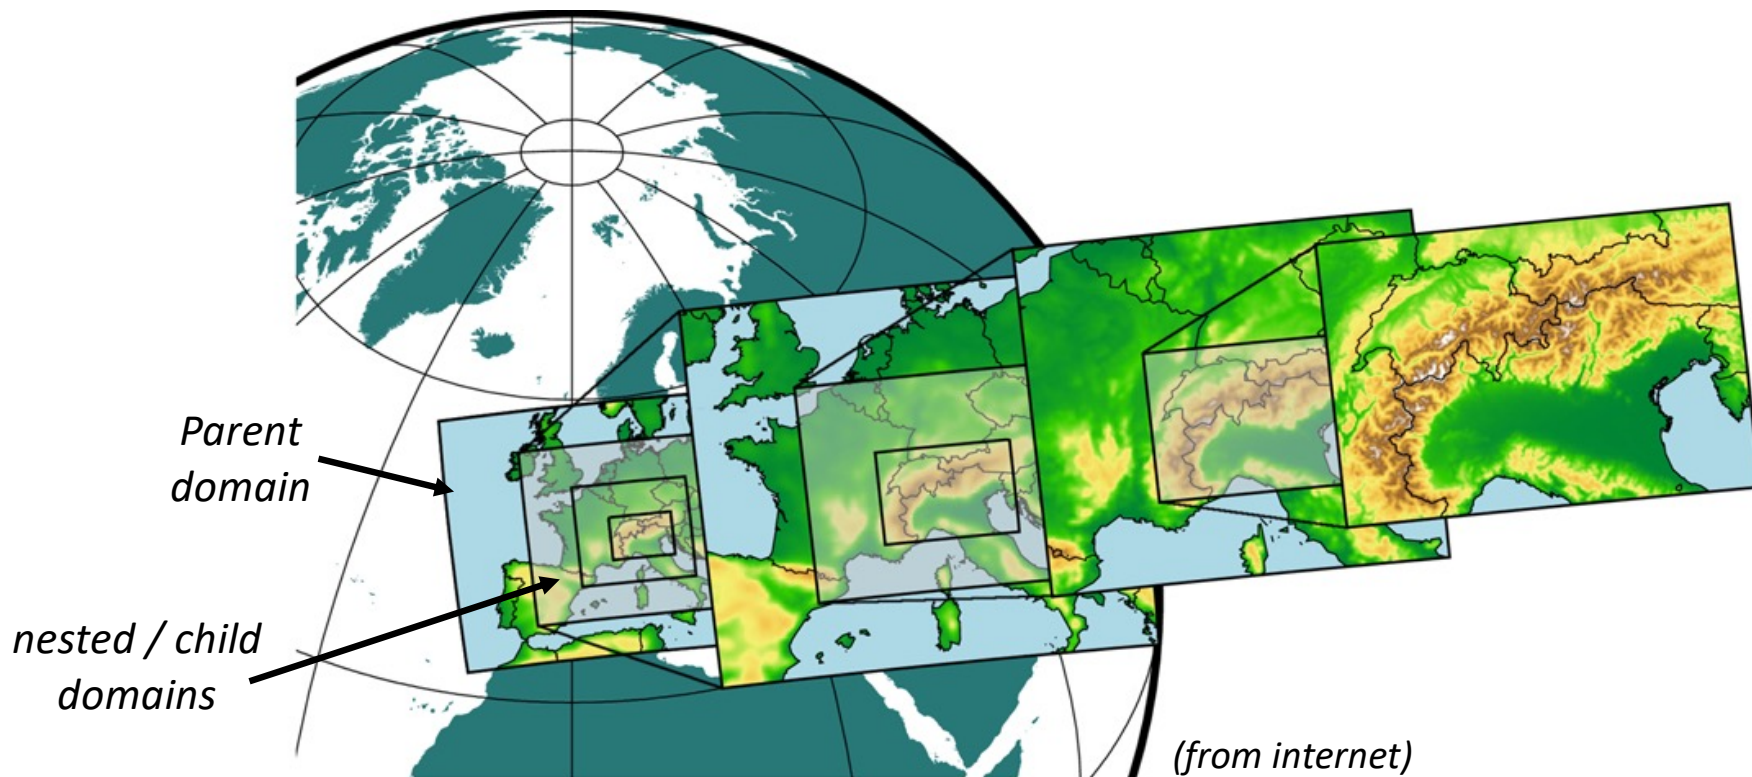 Parent
domain
nested / child
domains
(from internet)